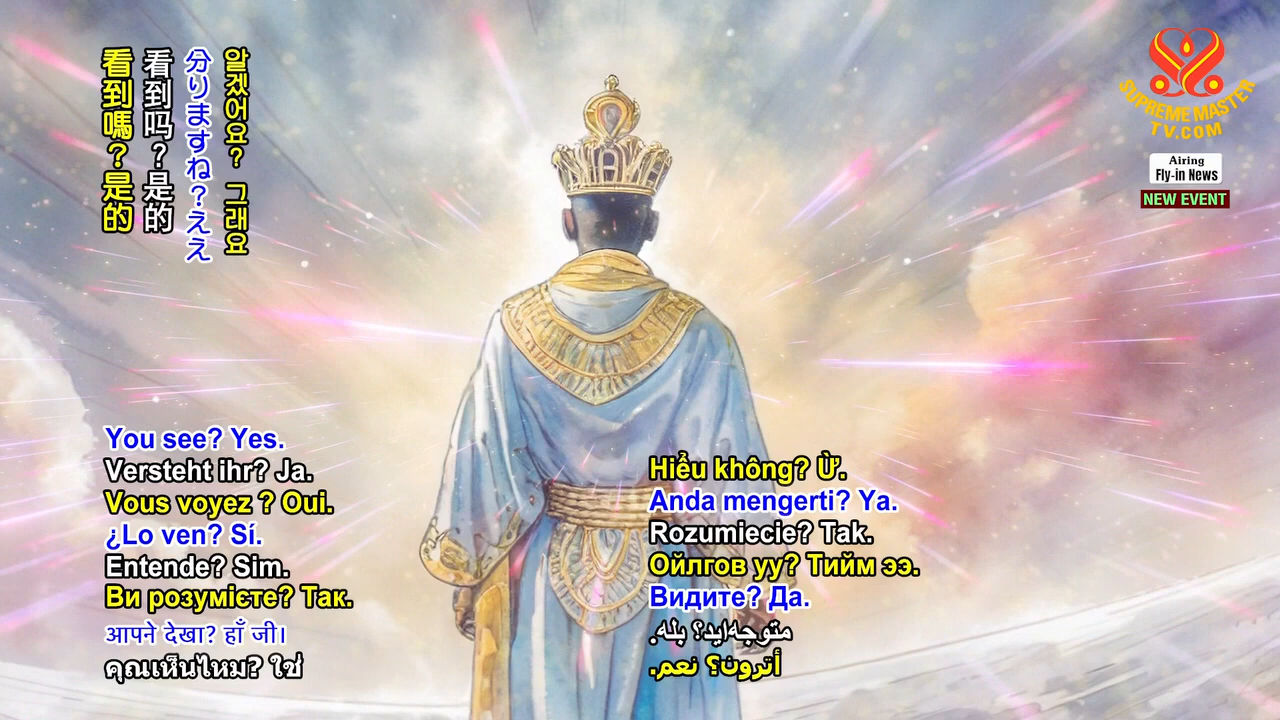 看到嗎？是的
看到吗？是的
分りますね？ええ
알겠어요? 그래요
SUPREME MASTER
TV.COM
Airing
Fly-in News
NEW EVENT
You see? Yes.
Versteht ihr? Ja.
Vous voyez ? Oui.
¿Lo ven? Sí.
Entende? Sim.
Ви розумієте? Так.
आपने देखा? हाँ जी।
คุณเห็นไหม? ใช่
Hiểu không? Ừ.
Anda mengerti? Ya.
Rozumiecie? Tak.
Ойлгов уу? Тийм ээ.
Видите? Да.
متوجه‌اید؟ بله.
أترون؟ نعم.